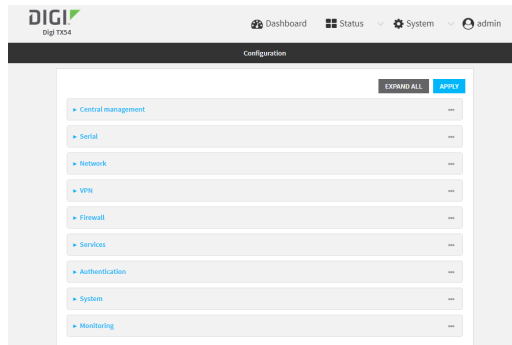 DIGI
Digi TX54
Dashboard Status System admin
Configuration
EXPAND ALL APPLY
Central management
Serial
Network
VPN
Firewall
Services
Authentication
System
Monitoring